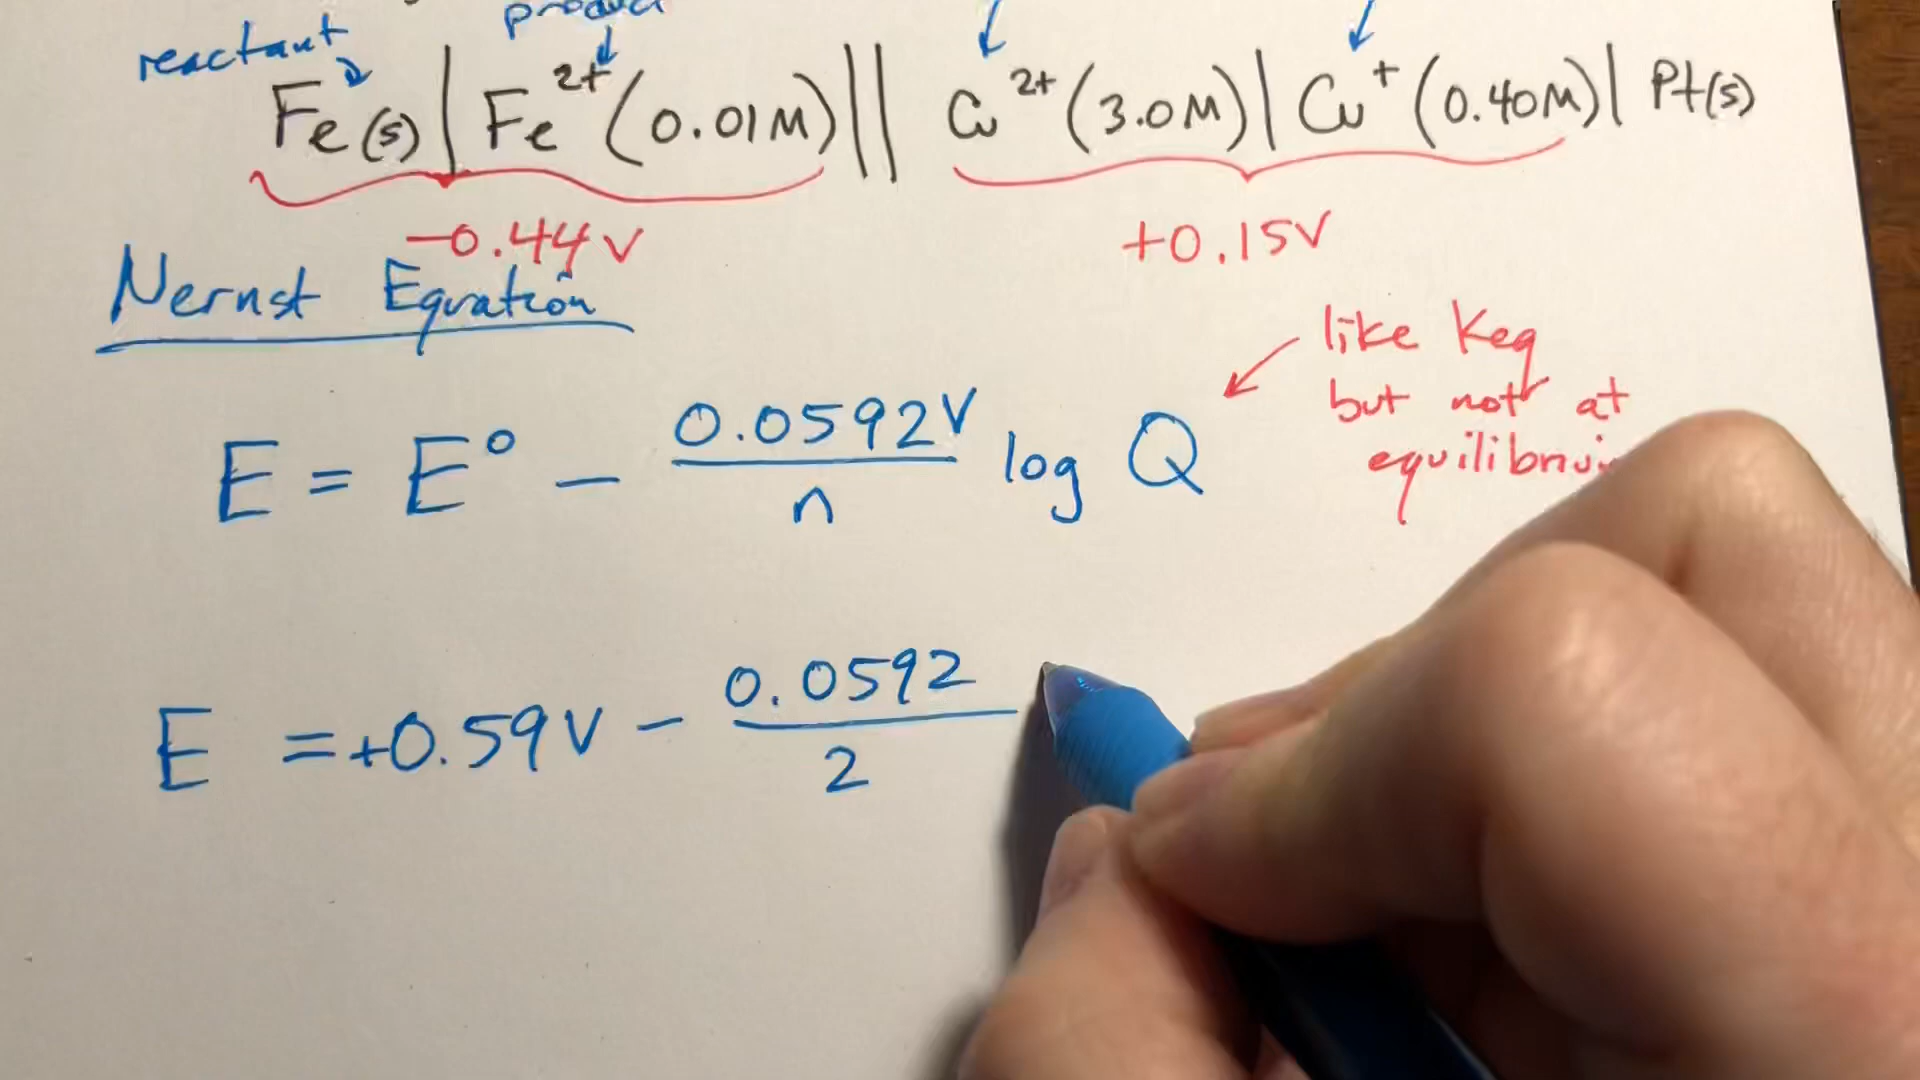 reactant
Fe(s) | Fe²⁺ (0.01M) || Cu²⁺ (3.0M) | Cu⁺ (0.40M) | Pt(s)
-0.44V +0.15V
Nernst Equation
like Keq
but not at
E = E⁰ - 0.0592V / n log Q
E = +0.59V - 0.0592 / 2